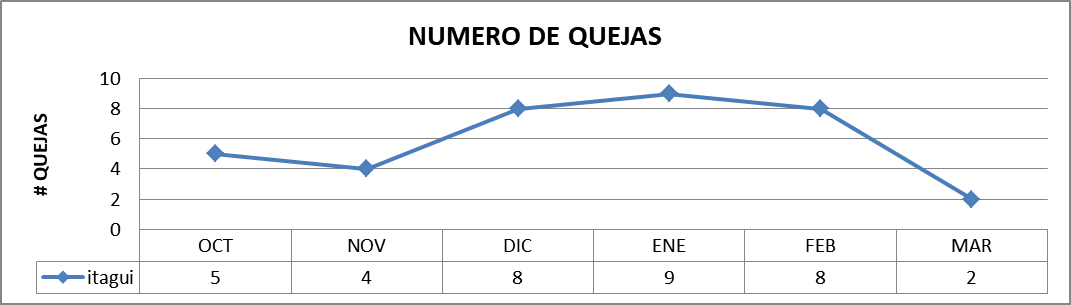 NUMERO DE QUEJAS
# QUEJAS
10
8
6
4
2
0
OCT NOV DIC ENE FEB MAR
itagui 5 4 8 9 8 2